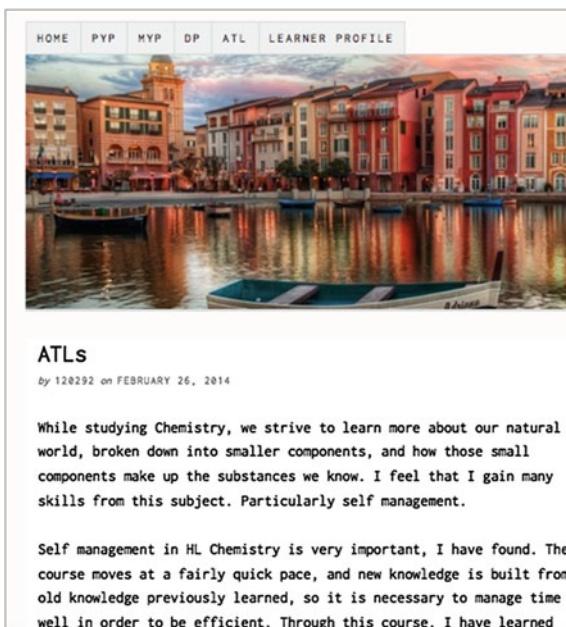 HOME PYP MYP DP ATL LEARNER PROFILE
Adriana
ATLs
by 120292 on FEBRUARY 26, 2014
While studying Chemistry, we strive to learn more about our natural
world, broken down into smaller components, and how those small
components make up the substances we know. I feel that I gain many
skills from this subject. Particularly self management.
Self management in HL Chemistry is very important, I have found. The
course moves at a fairly quick pace, and new knowledge is built from
old knowledge previously learned, so it is necessary to manage time
well in order to be efficient. Through this course, I have learned